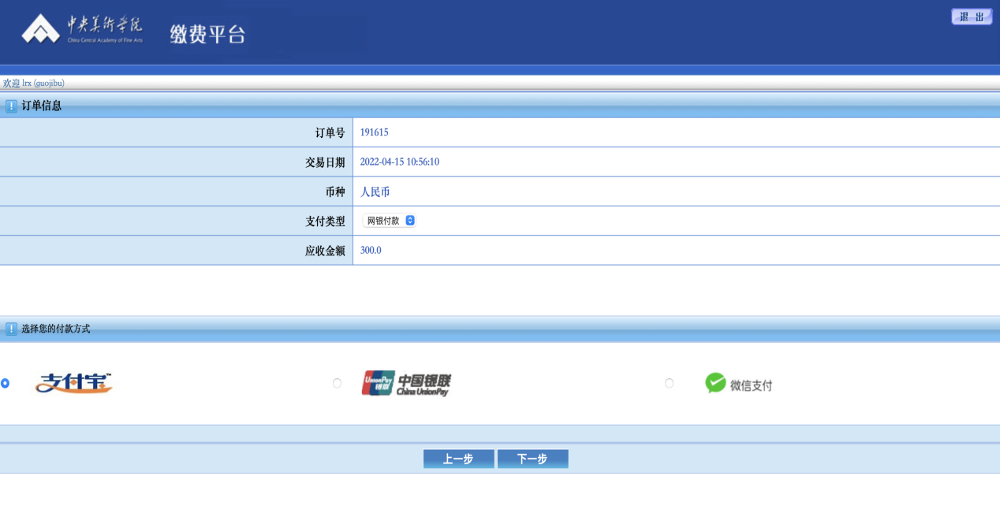 中央美術学院
China Central Academy of Fine Arts
缴费平台
退 出
欢迎 lrx (guojibu)
订单信息
订单号 191615
交易日期 2022-04-15 10:56:10
币种 人民币
支付类型 网银付款
应收金额 300.0
选择您的付款方式
支付宝™
UnionPay 银联 中国银联 China UnionPay
微信支付
上一步 下一步